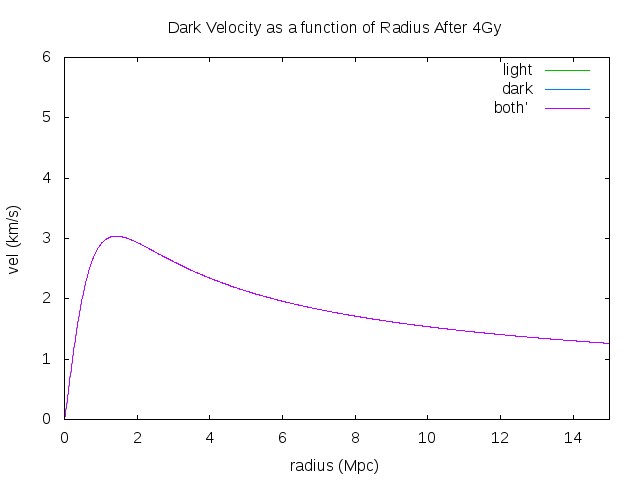 Dark Velocity as a function of Radius After 4Gy
6
light
dark
both'
5
4
3
2
1
0
vel (km/s)
0 2 4 6 8 10 12 14
radius (Mpc)